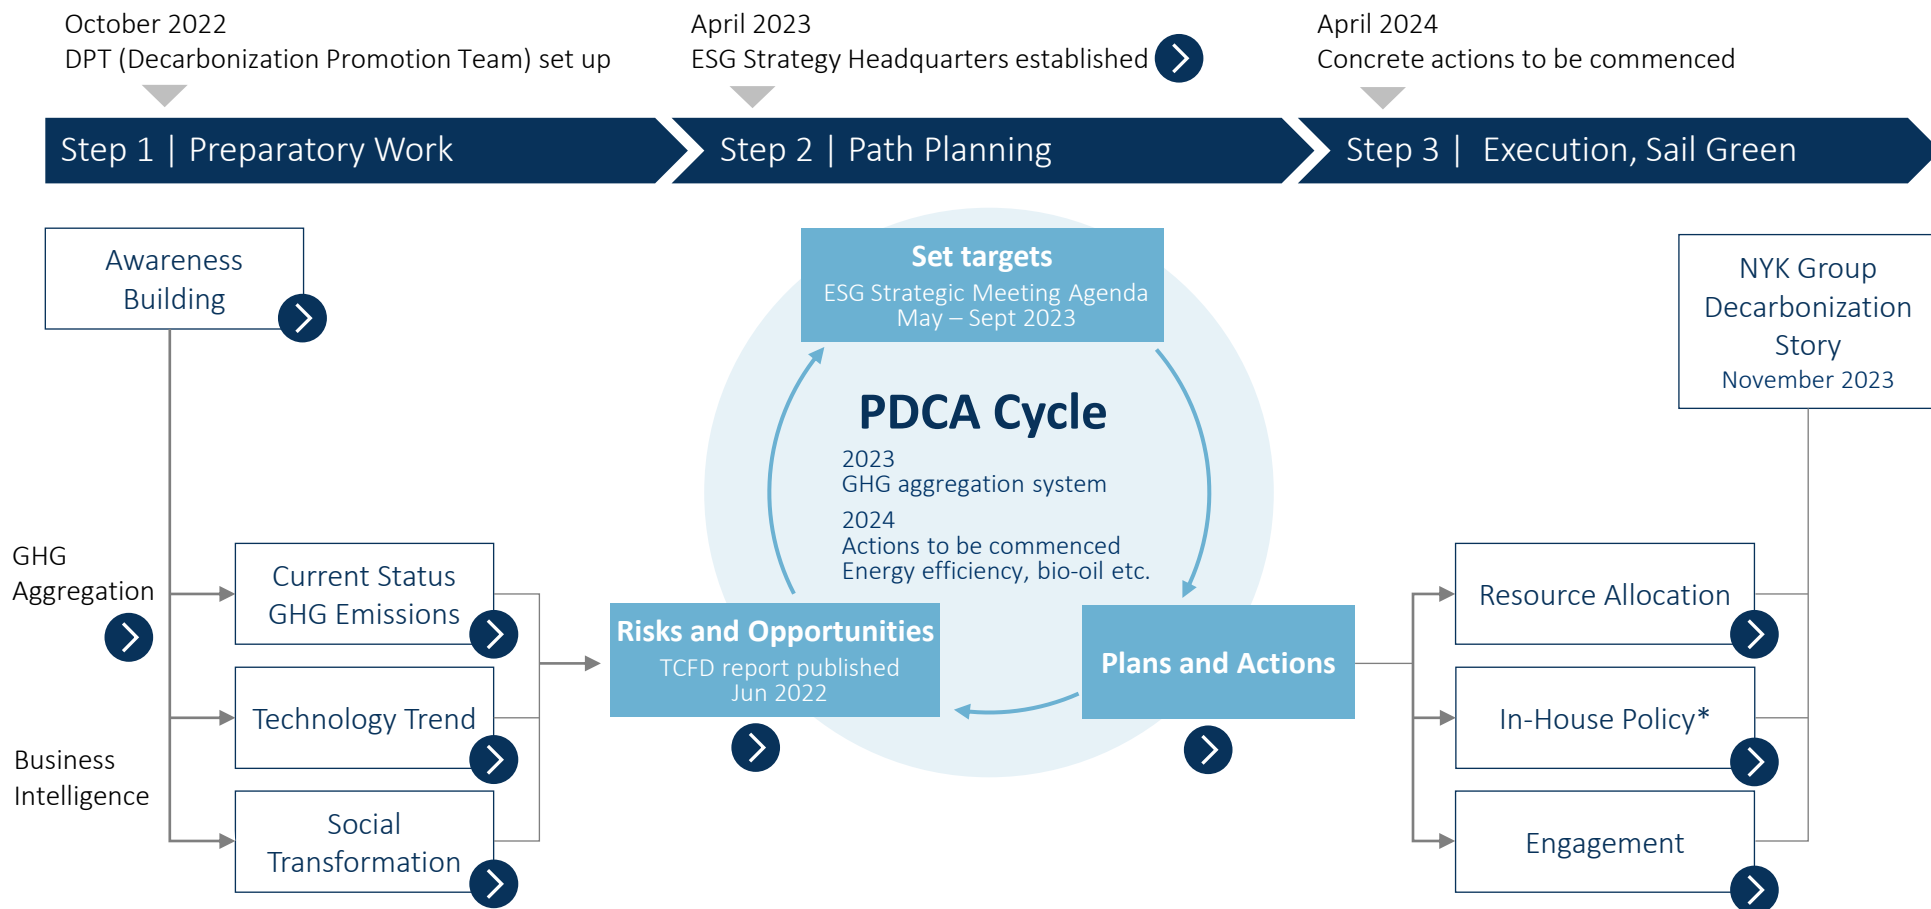 October 2022
DPT (Decarbonization Promotion Team) set up
April 2023
ESG Strategy Headquarters established
April 2024
Concrete actions to be commenced
Step 1 | Preparatory Work
Step 2 | Path Planning
Step 3 | Execution, Sail Green
Awareness
Building
GHG
Aggregation
Business
Intelligence
Current Status
GHG Emissions
Technology Trend
Social
Transformation
Set targets
ESG Strategic Meeting Agenda
May – Sept 2023
PDCA Cycle
2023
GHG aggregation system
2024
Actions to be commenced
Energy efficiency, bio-oil etc.
Risks and Opportunities
TCFD report published
Jun 2022
Plans and Actions
NYK Group
Decarbonization
Story
November 2023
Resource Allocation
In-House Policy*
Engagement